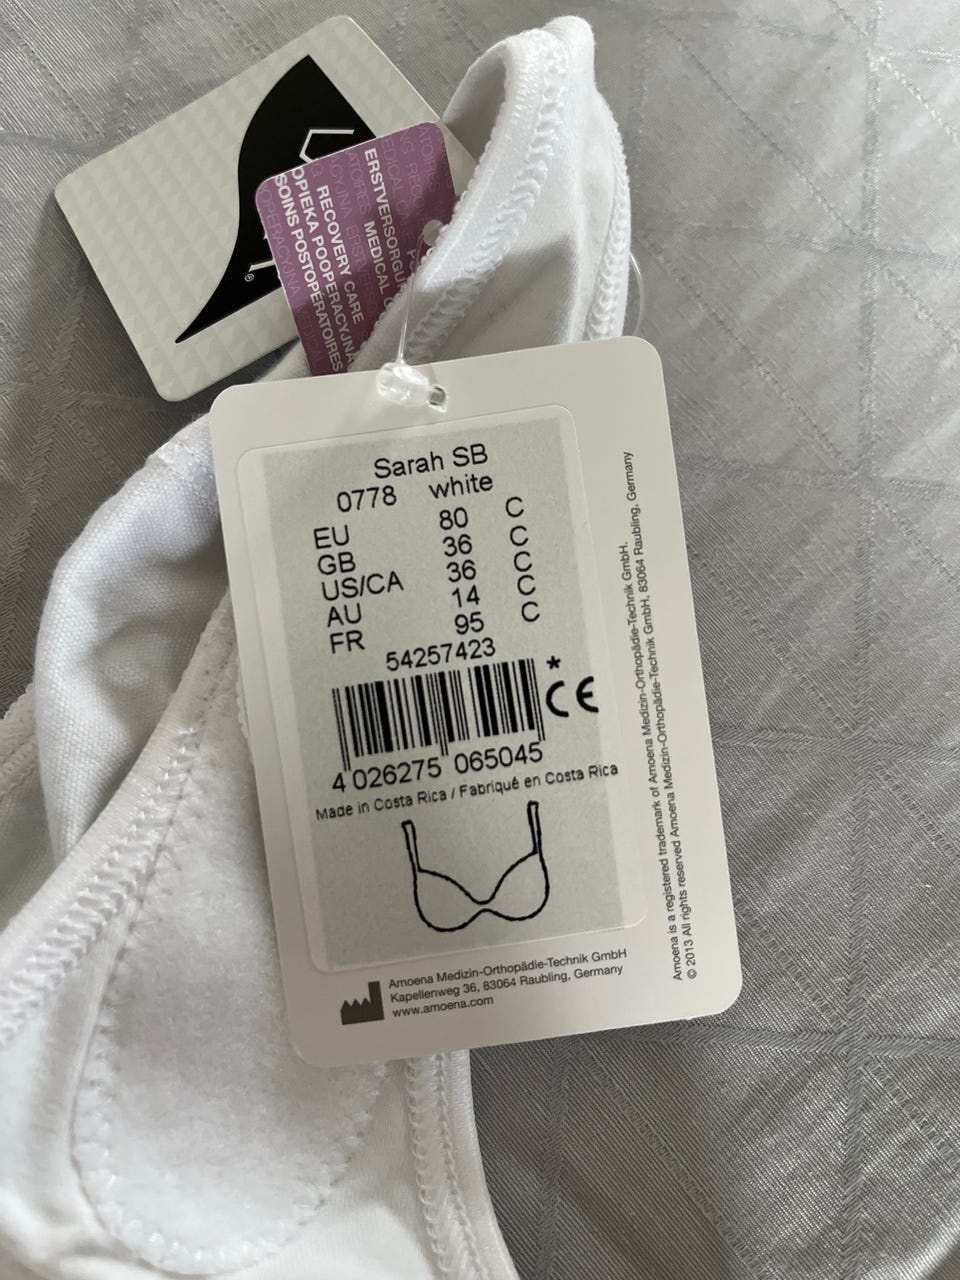 ERSTVERSORGU
MEDICAL
RECOVERY CARE
OPIEKA POOPERACYJNA
SOINS POSTOPÉRATOIRES
®
Sarah SB
0778 white
EU 80 C
GB 36 C
US/CA 36 C
AU 14 C
FR 95 C
54257423
*
CE
4 026275 065045
Made in Costa Rica / Fabriqué en Costa Rica
Amoena Medizin-Orthopädie-Technik GmbH
Kapellenweg 36, 83064 Raubling, Germany
www.amoena.com
Amoena is a registered trademark of Amoena Medizin-Orthopädie-Technik GmbH.
© 2013 All rights reserved Amoena Medizin-Orthopädie-Technik GmbH, 83064 Raubling, Germany